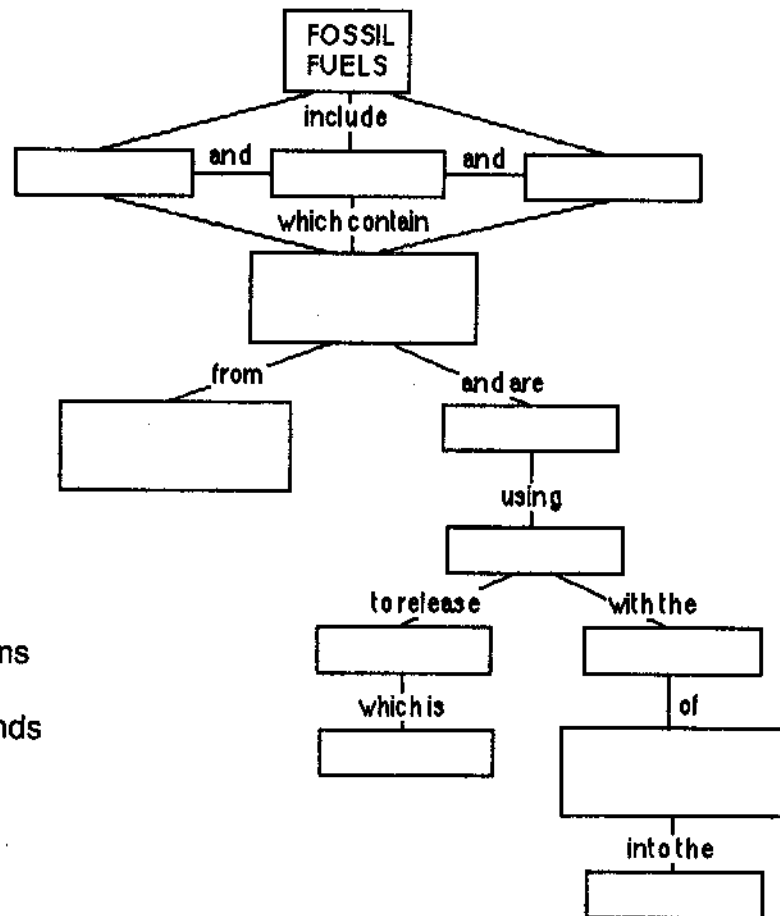 FOSSIL
FUELS
include
and
and
which contain
from
and are
using
to release
with the
ns
which is
of
nds
into the